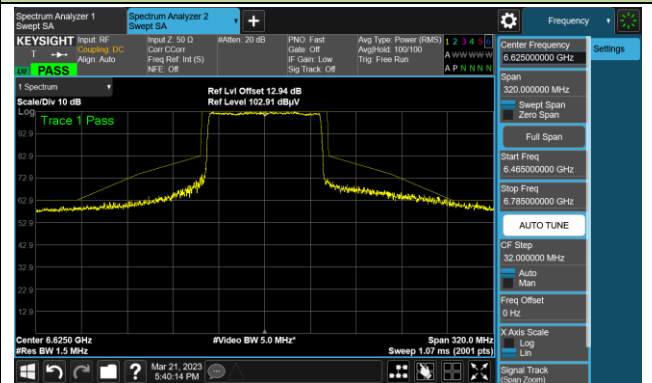 Spectrum Analyzer 1
Swept SA
Spectrum Analyzer 2
Swept SA
Frequency
KEYSIGHT
Input: RF
Coupling: DC
Align: Auto
Input Z: 50 Ω
Corr CCorr
Freq Ref: Int (S)
NFE: Off
#Atten: 20 dB
PNO: Fast
Gate: Off
IF Gain: Low
Sig Track: Off
Avg Type: Power (RMS)
Avg|Hold: 100/100
Trig: Free Run
1 2 3 4 5 6
A W W W W W
A P N N N N
T
LXI PASS
1 Spectrum
Scale/Div 10 dB
Ref Lvl Offset 12.94 dB
Ref Level 102.91 dBµV
Log
Trace 1 Pass
92.9
82.9
72.9
62.9
52.9
42.9
32.9
22.9
12.9
Center 6.6250 GHz
#Res BW 1.5 MHz
#Video BW 5.0 MHz*
Span 320.0 MHz
Sweep 1.07 ms (2001 pts)
Mar 21, 2023
5:40:14 PM
Center Frequency
6.625000000 GHz
Settings
Span
320.000000 MHz
Swept Span
Zero Span
Full Span
Start Freq
6.465000000 GHz
Stop Freq
6.785000000 GHz
AUTO TUNE
CF Step
32.000000 MHz
Auto
Man
Freq Offset
0 Hz
X Axis Scale
Log
Lin
Signal Track
(Span Zoom)